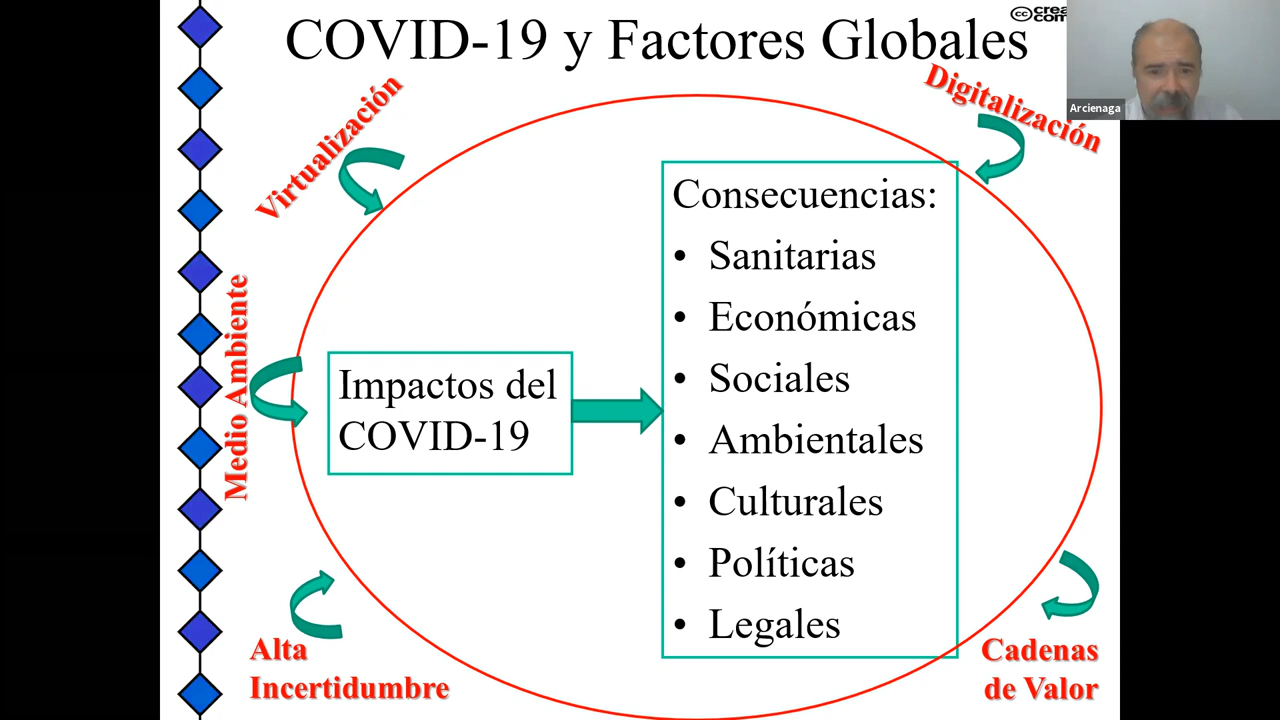 COVID-19 y Factores Globales
Arcienaga
Virtualización
Digitalización
Consecuencias:
• Sanitarias
• Económicas
• Sociales
• Ambientales
• Culturales
• Políticas
• Legales
Medio Ambiente
Impactos del
COVID-19
Alta
Incertidumbre
Cadenas
de Valor